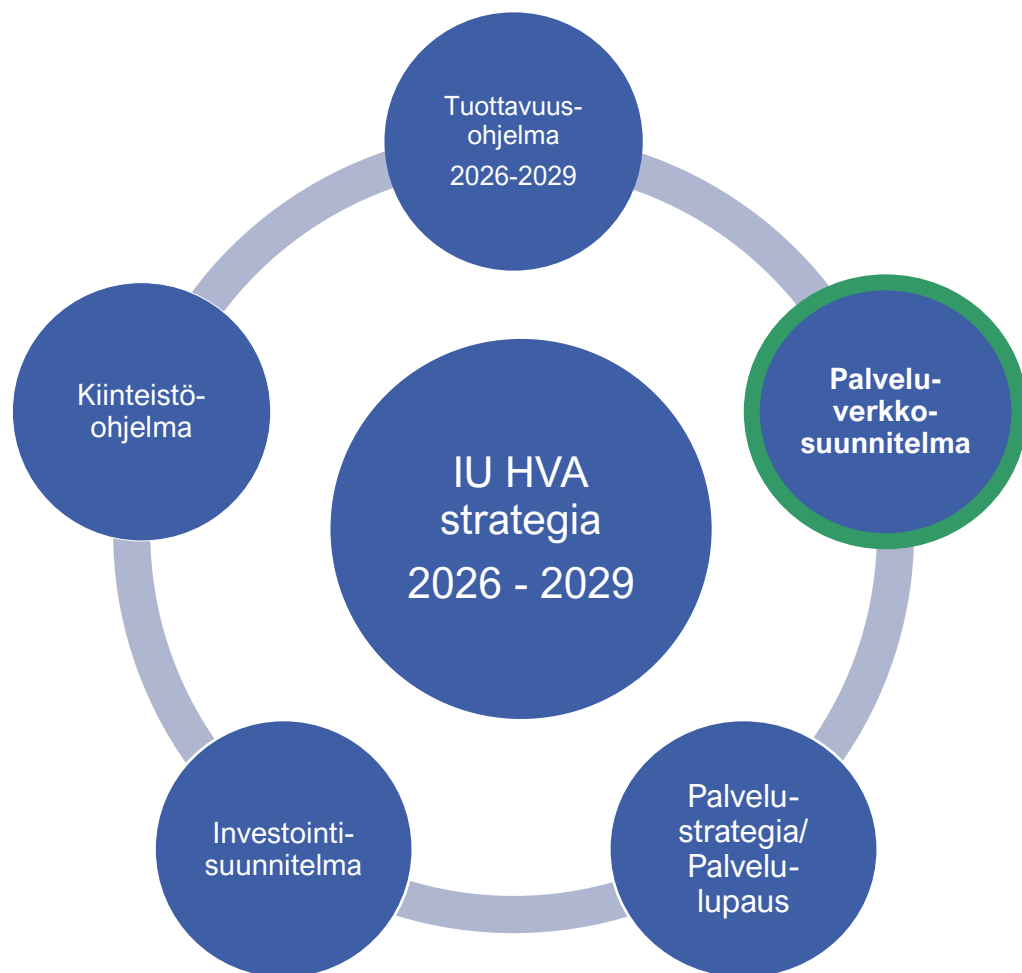 Tuottavuus-
ohjelma
2026-2029
Palvelu-
verkko-
suunnitelma
Kiinteistö-
ohjelma
IU HVA
strategia
2026 - 2029
Palvelu-
strategia/
Palvelu-
lupaus
Investointi-
suunnitelma